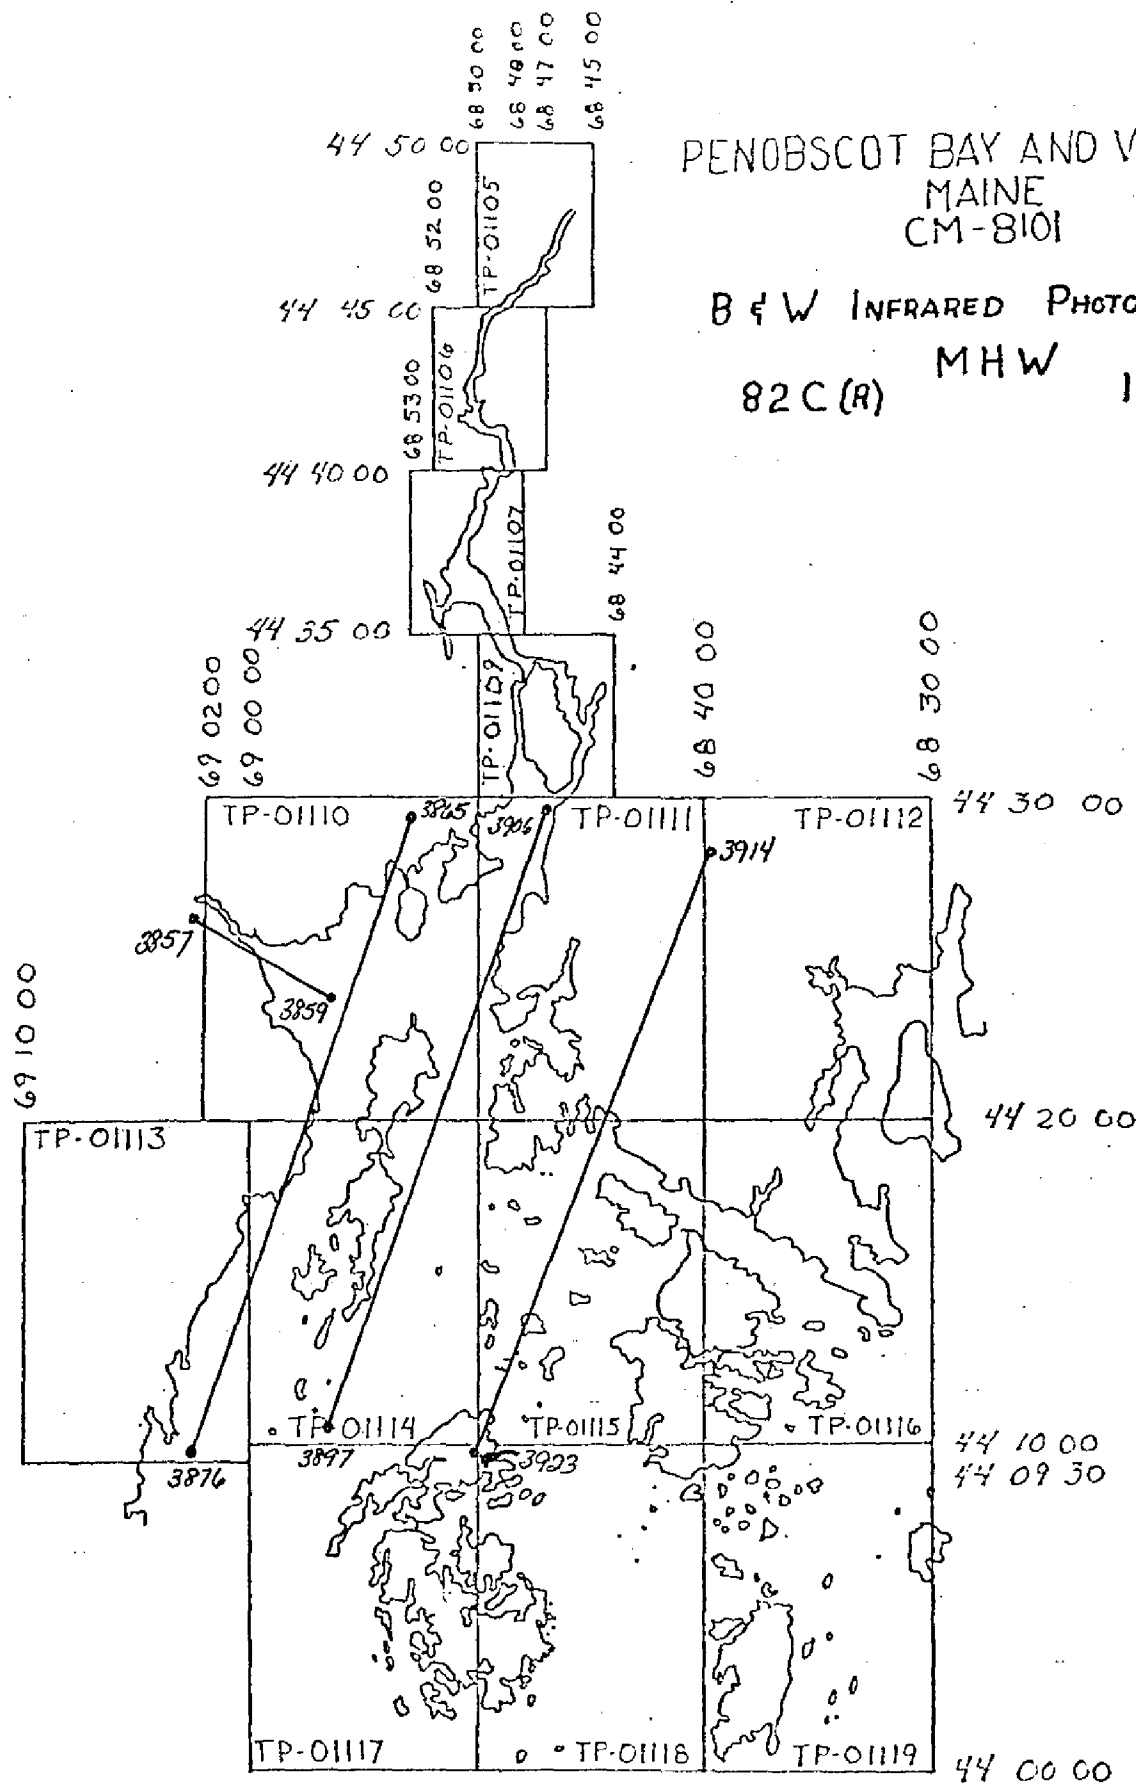 68 50 00
68 48 00
68 47 00
68 45 00
44 50 00
PENOBSCOT BAY AND V
MAINE
CM-8101
68 52 00
TP-01105
44 45 00
B & W INFRARED PHOTO
MHW
82 C (R)
1
68 53 00
TP-01106
44 40 00
TP-01107
68 44 00
44 35 00
69 02 00
69 00 00
TP-01109
68 40 00
68 30 00
44 30 00
TP-01110
3865
3906
TP-01111
TP-01112
3914
3857
3859
69 10 00
TP-01113
44 20 00
TP-01114
TP-01115
TP-01116
44 10 00
3876
3897
3923
44 09 30
TP-01117
TP-01118
TP-01119
44 00 00